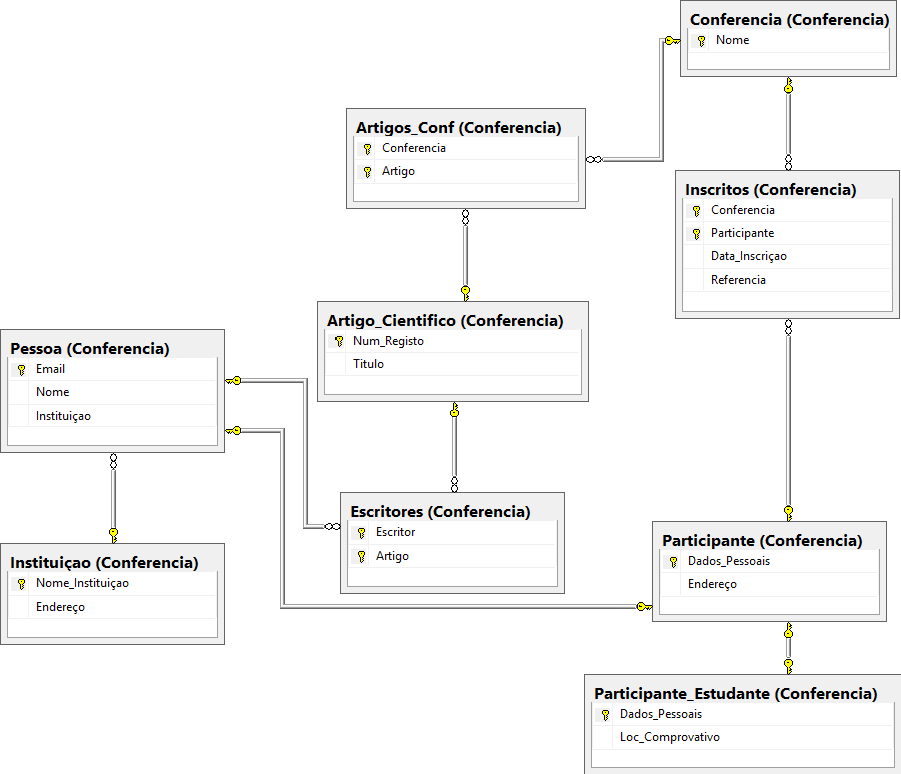 Conferencia (Conferencia)
Nome
Artigos_Conf (Conferencia)
Conferencia
Artigo
Inscritos (Conferencia)
Conferencia
Participante
Data_Inscriçao
Referencia
Artigo_Cientifico (Conferencia)
Num_Registo
Titulo
Pessoa (Conferencia)
Email
Nome
Instituiçao
Escritores (Conferencia)
Escritor
Artigo
Instituiçao (Conferencia)
Nome_Instituiçao
Endereço
Participante (Conferencia)
Dados_Pessoais
Endereço
Participante_Estudante (Conferencia)
Dados_Pessoais
Loc_Comprovativo